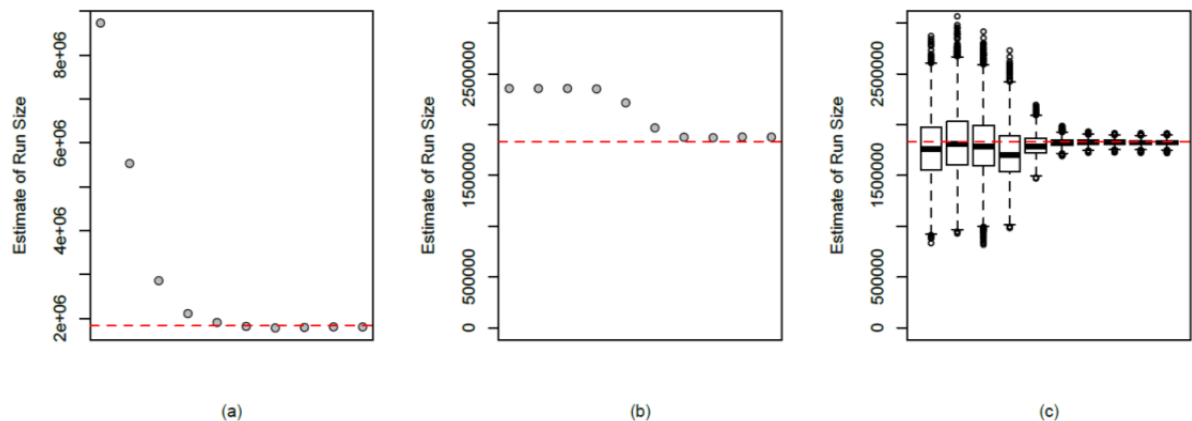 Estimate of Run Size
8e+06
6e+06
4e+06
2e+06
(a)
Estimate of Run Size
2500000
1500000
500000
0
(b)
Estimate of Run Size
2500000
1500000
500000
0
(c)